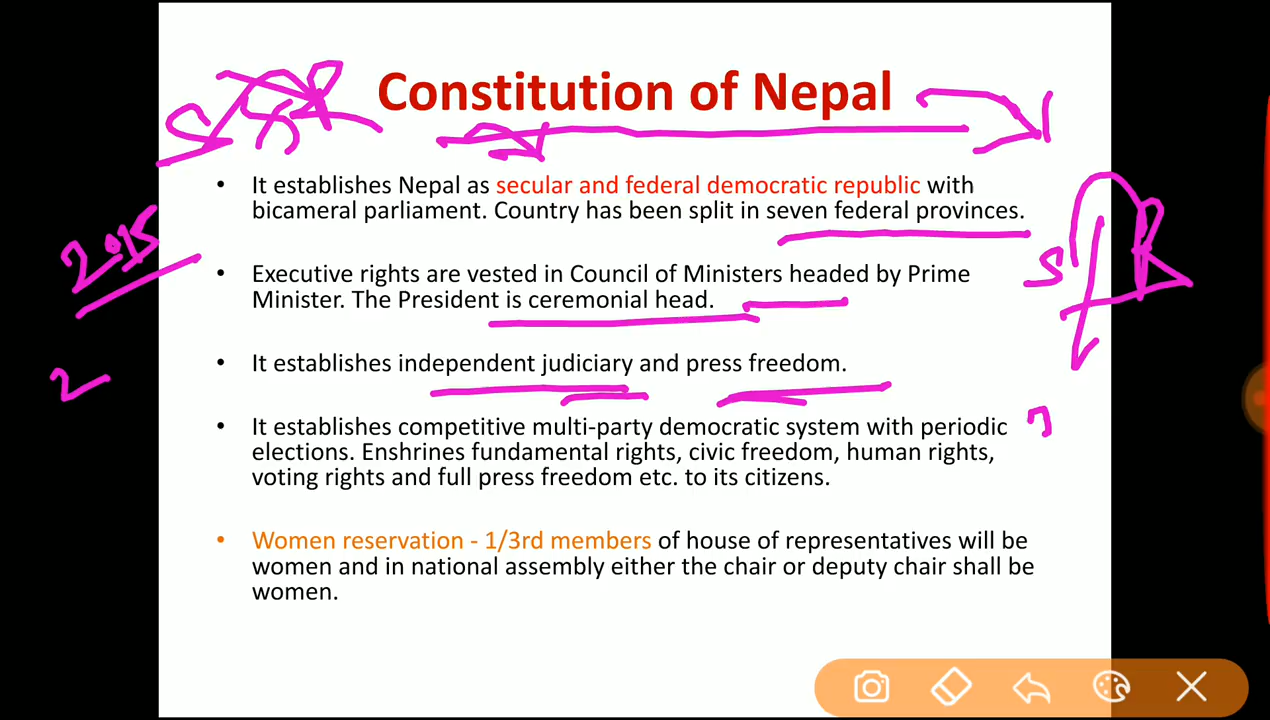 Constitution of Nepal
• It establishes Nepal as secular and federal democratic republic with
bicameral parliament. Country has been split in seven federal provinces.
2015
• Executive rights are vested in Council of Ministers headed by Prime
Minister. The President is ceremonial head.
• It establishes independent judiciary and press freedom.
2
• It establishes competitive multi-party democratic system with periodic
elections. Enshrines fundamental rights, civic freedom, human rights,
voting rights and full press freedom etc. to its citizens.
• Women reservation - 1/3rd members of house of representatives will be
women and in national assembly either the chair or deputy chair shall be
women.